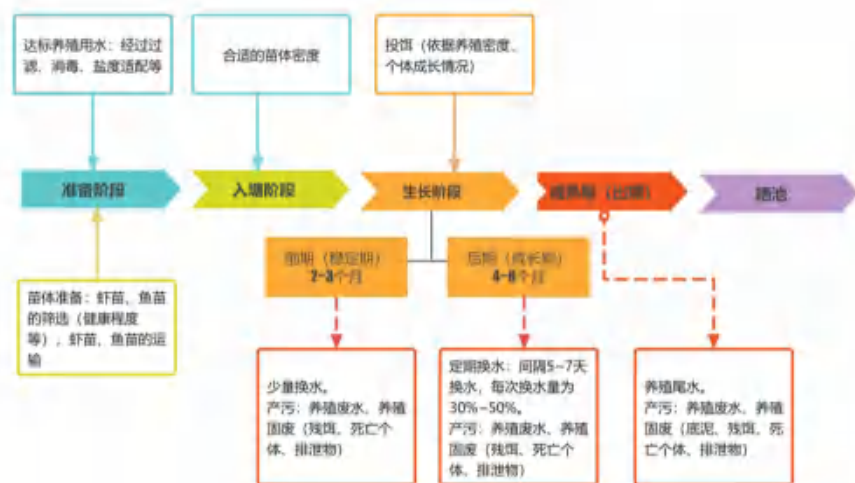 达标养殖用水：经过过
滤、消毒、盐度适配等
合适的苗体密度
投饵（依据养殖密度、
个体成长情况）
准备阶段
入塘阶段
生长阶段
（出塘）
晒池
前期（稳定期）
2-3个月
后期（成长期）
4-6个月
苗体准备：虾苗、鱼苗
的筛选（健康程度
等），虾苗、鱼苗的运
输
少量换水。
产污：养殖废水、养殖
固废（残饵、死亡个
体、排泄物）
定期换水：间隔5~7天
换水，每次换水量为
30%~50%。
产污：养殖废水、养殖
固废（残饵、死亡个
体、排泄物）
养殖尾水。
产污：养殖废水、养殖
固废（底泥、残饵、死
亡个体、排泄物）